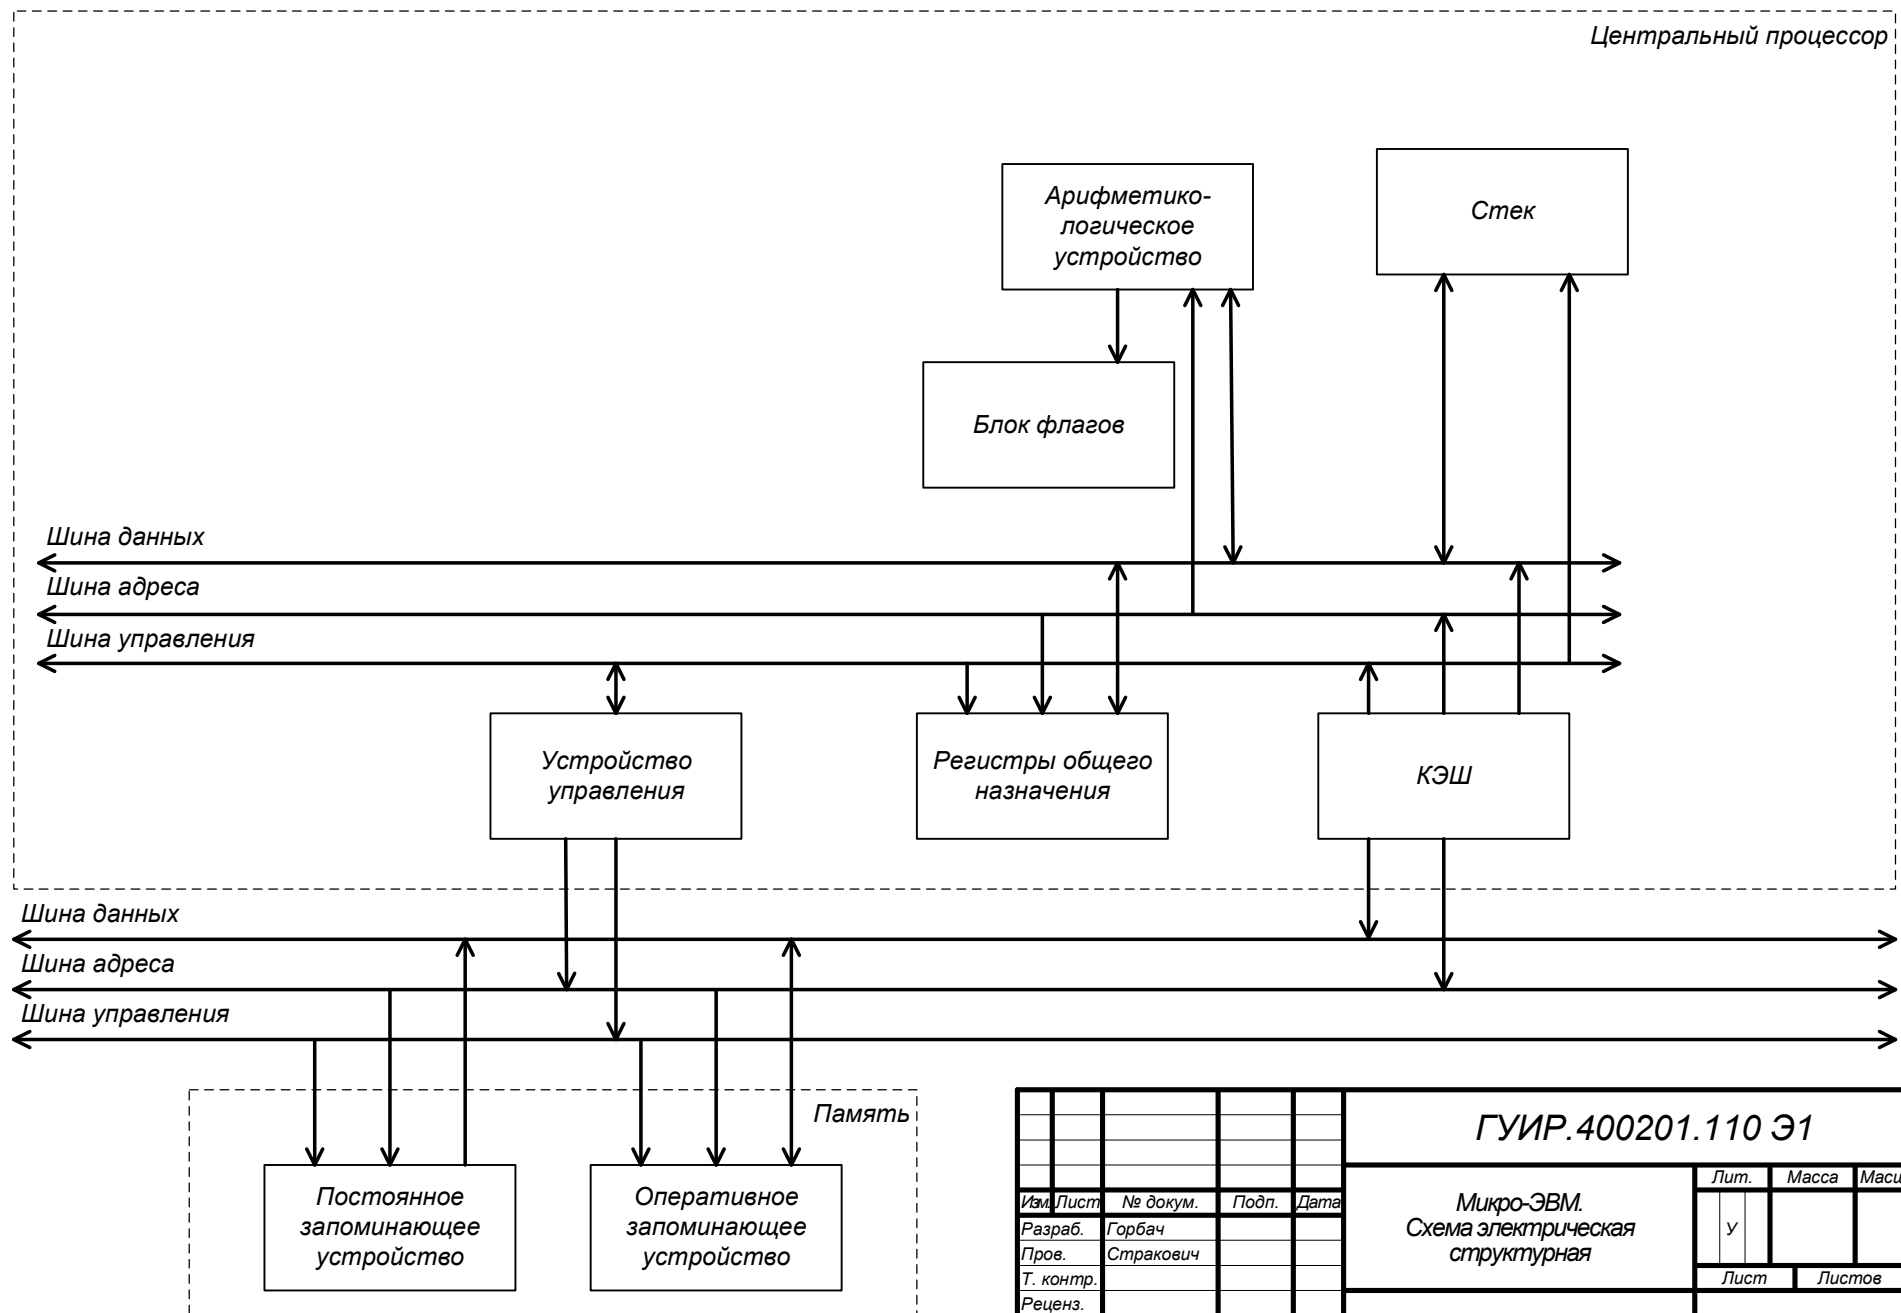 Центральный процессор
Арифметико-
логическое
устройство
Стек
Блок флагов
Шина данных
Шина адреса
Шина управления
Устройство
управления
Регистры общего
назначения
КЭШ
Шина данных
Шина адреса
Шина управления
Память
Постоянное
запоминающее
устройство
Оперативное
запоминающее
устройство
ГУИР.400201.110 Э1
Микро-ЭВМ.
Схема электрическая
структурная
Лит. Масса
У
Лист Листов
Изм. Лист № докум. Подп. Дата
Разраб. Горбач
Пров. Стракович
Т. контр.
Реценз.